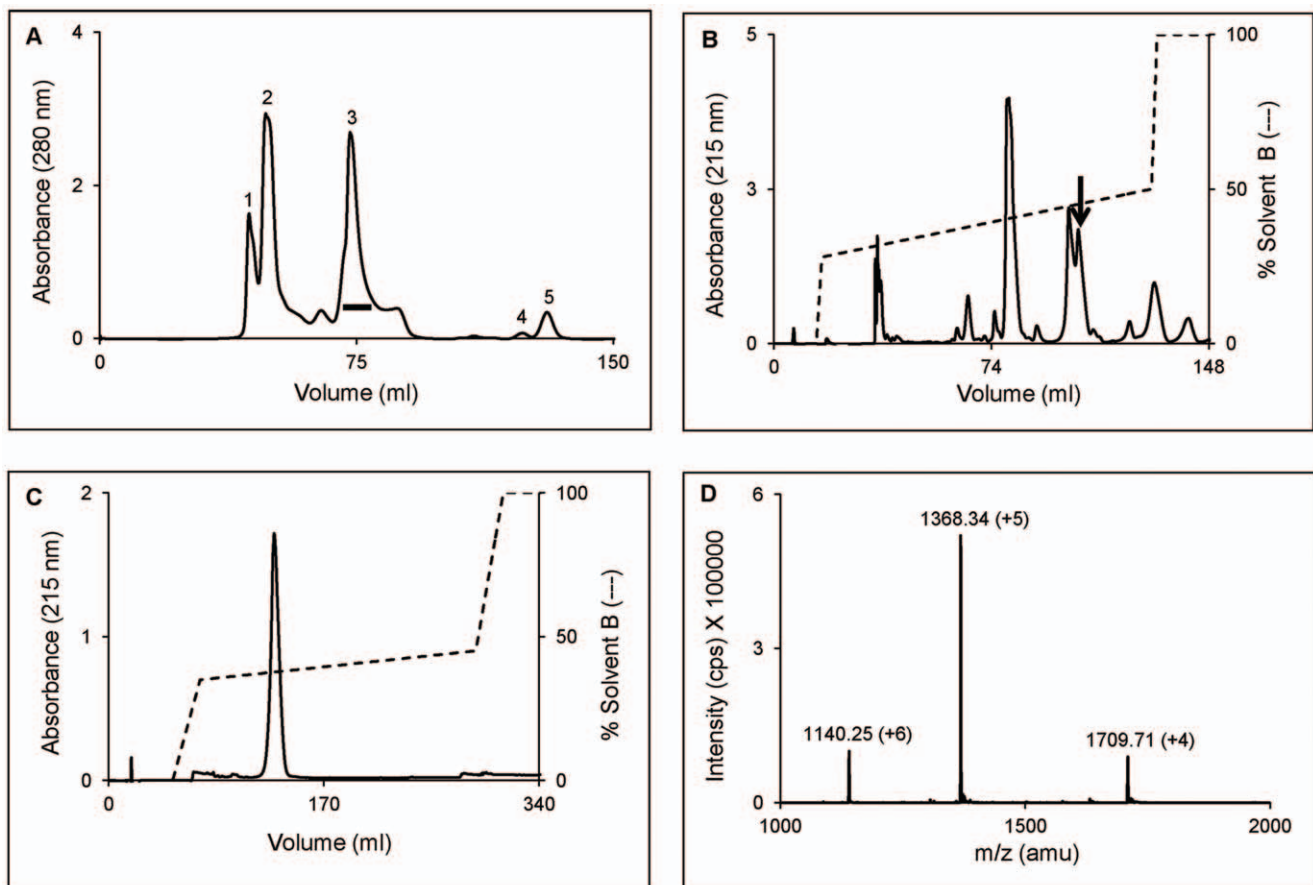 A
4
2
0
0
75
150
Absorbance (280 nm)
Volume (ml)
1
2
3
4
5
B
5
3
2
0
0
74
148
100
50
0
Absorbance (215 nm)
% Solvent B (---)
Volume (ml)
C
2
1
0
0
170
340
100
50
0
Absorbance (215 nm)
% Solvent B (---)
Volume (ml)
D
6
3
0
1000
1500
2000
Intensity (cps) X 100000
1140.25 (+6)
1368.34 (+5)
1709.71 (+4)
m/z (amu)